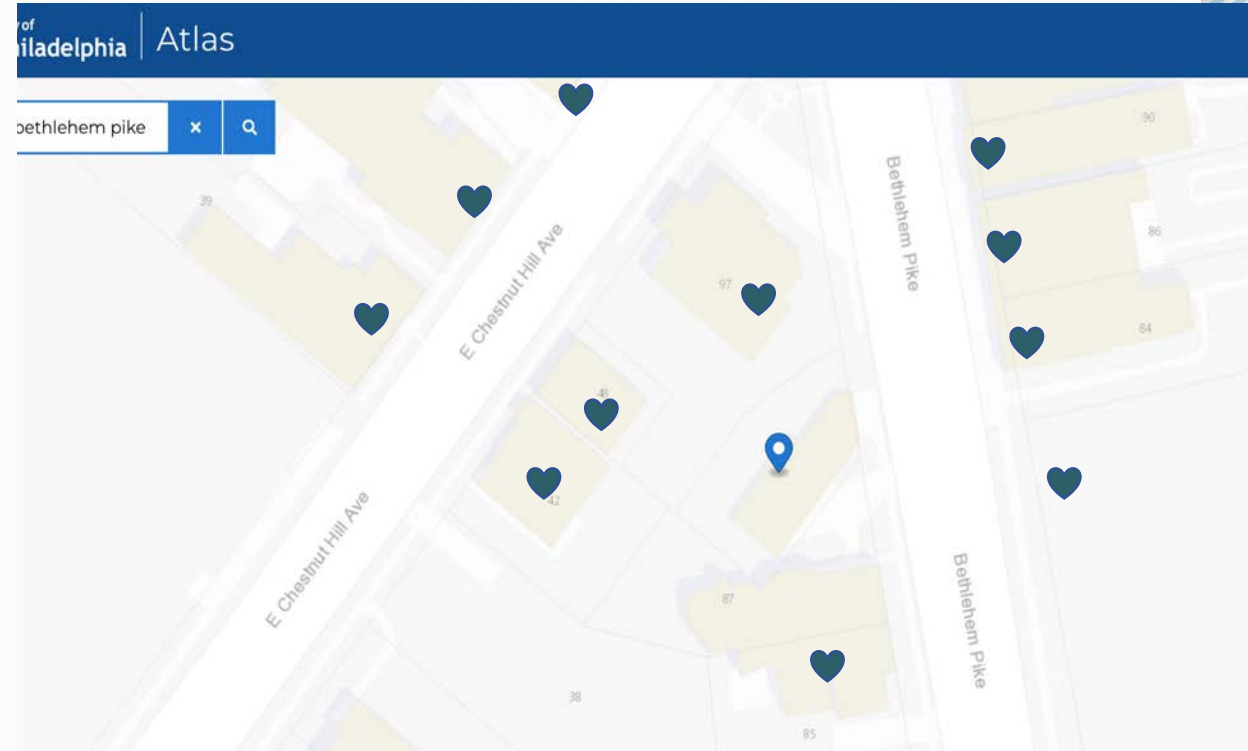 y of
iladelphia | Atlas
bethlehem pike
39
E Chestnut Hill Ave
E Chestnut Hill Ave
97
42
Bethlehem Pike
Bethlehem Pike
90
86
84
87
38
85